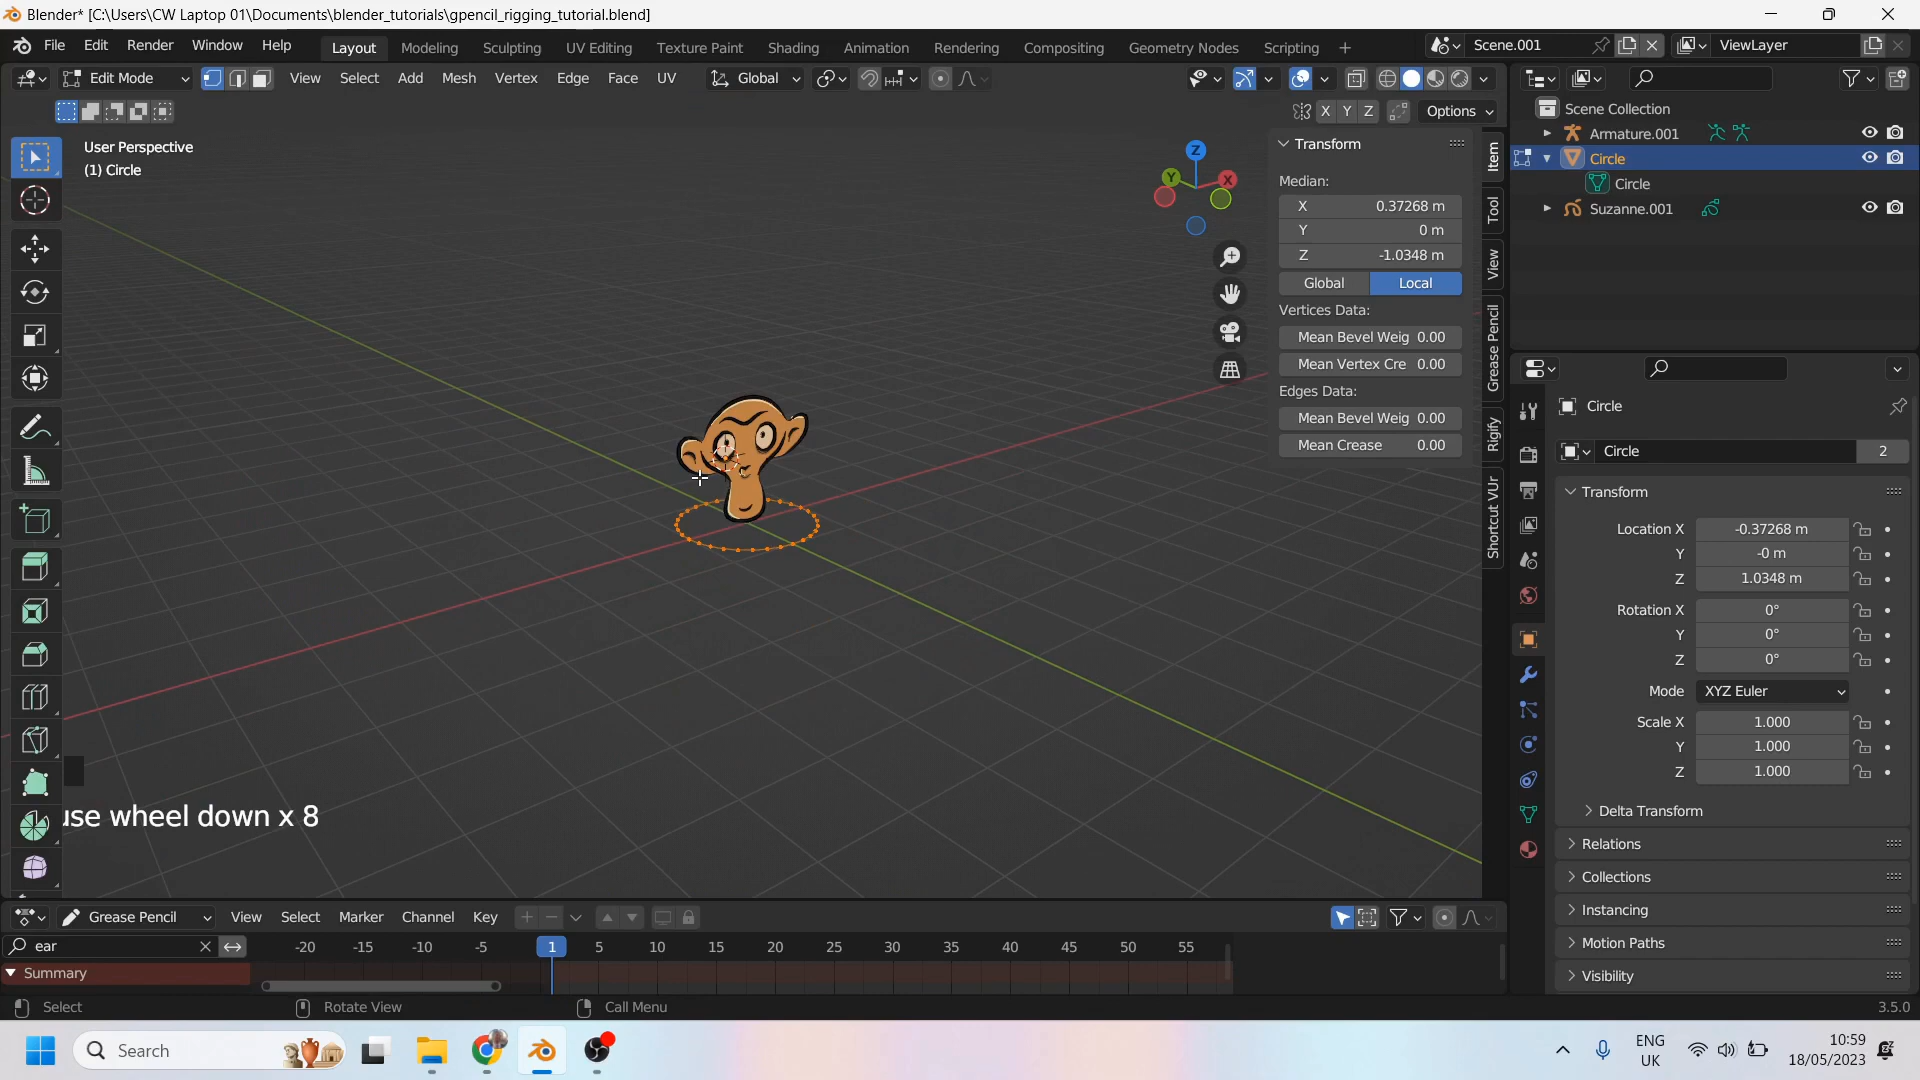 Blender* [C:\Users\CW Laptop 01\Documents\blender_tutorials\gpencil_rigging_tutorial.blend]
File Edit Render Window Help Layout Modeling Sculpting UV Editing Texture Paint Shading Animation Rendering Compositing Geometry Nodes Scripting + Scene.001 ViewLayer
Edit Mode View Select Add Mesh Vertex Edge Face UV Global
X Y Z Options
User Perspective
(1) Circle
Z
Y
X
Transform
Median:
X 0.37268 m
Y 0 m
Z -1.0348 m
Global Local
Vertices Data:
Mean Bevel Weig 0.00
Mean Vertex Cre 0.00
Edges Data:
Mean Bevel Weig 0.00
Mean Crease 0.00
Item
Tool
View
Grease Pencil
Rigify
Shortcut VUr
Scene Collection
Armature.001
Circle
Circle
Suzanne.001
Circle
Circle 2
Transform
Location X -0.37268 m
Y -0 m
Z 1.0348 m
Rotation X 0°
Y 0°
Z 0°
Mode XYZ Euler
Scale X 1.000
Y 1.000
Z 1.000
Delta Transform
Relations
Collections
Instancing
Motion Paths
Visibility
use wheel down x 8
Grease Pencil View Select Marker Channel Key
ear -20 -15 -10 -5 1 5 10 15 20 25 30 35 40 45 50 55
Summary
Select Rotate View Call Menu 3.5.0
Search
ENG
UK
10:59
18/05/2023